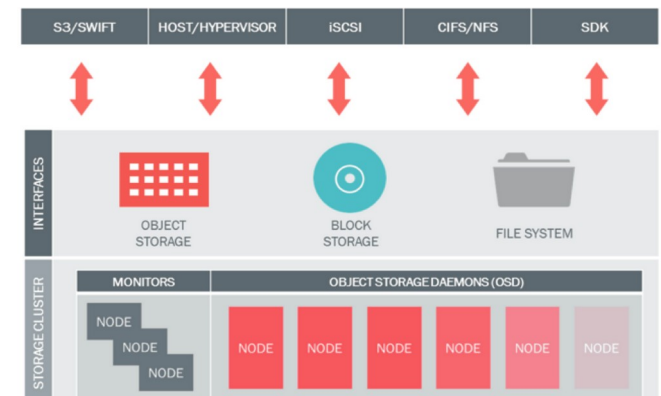 S3/SWIFT
HOST/HYPERVISOR
iSCSI
CIFS/NFS
SDK
INTERFACES
OBJECT
STORAGE
BLOCK
STORAGE
FILE SYSTEM
STORAGE CLUSTER
MONITORS
OBJECT STORAGE DAEMONS (OSD)
NODE
NODE
NODE
NODE
NODE
NODE
NODE
NODE
NODE